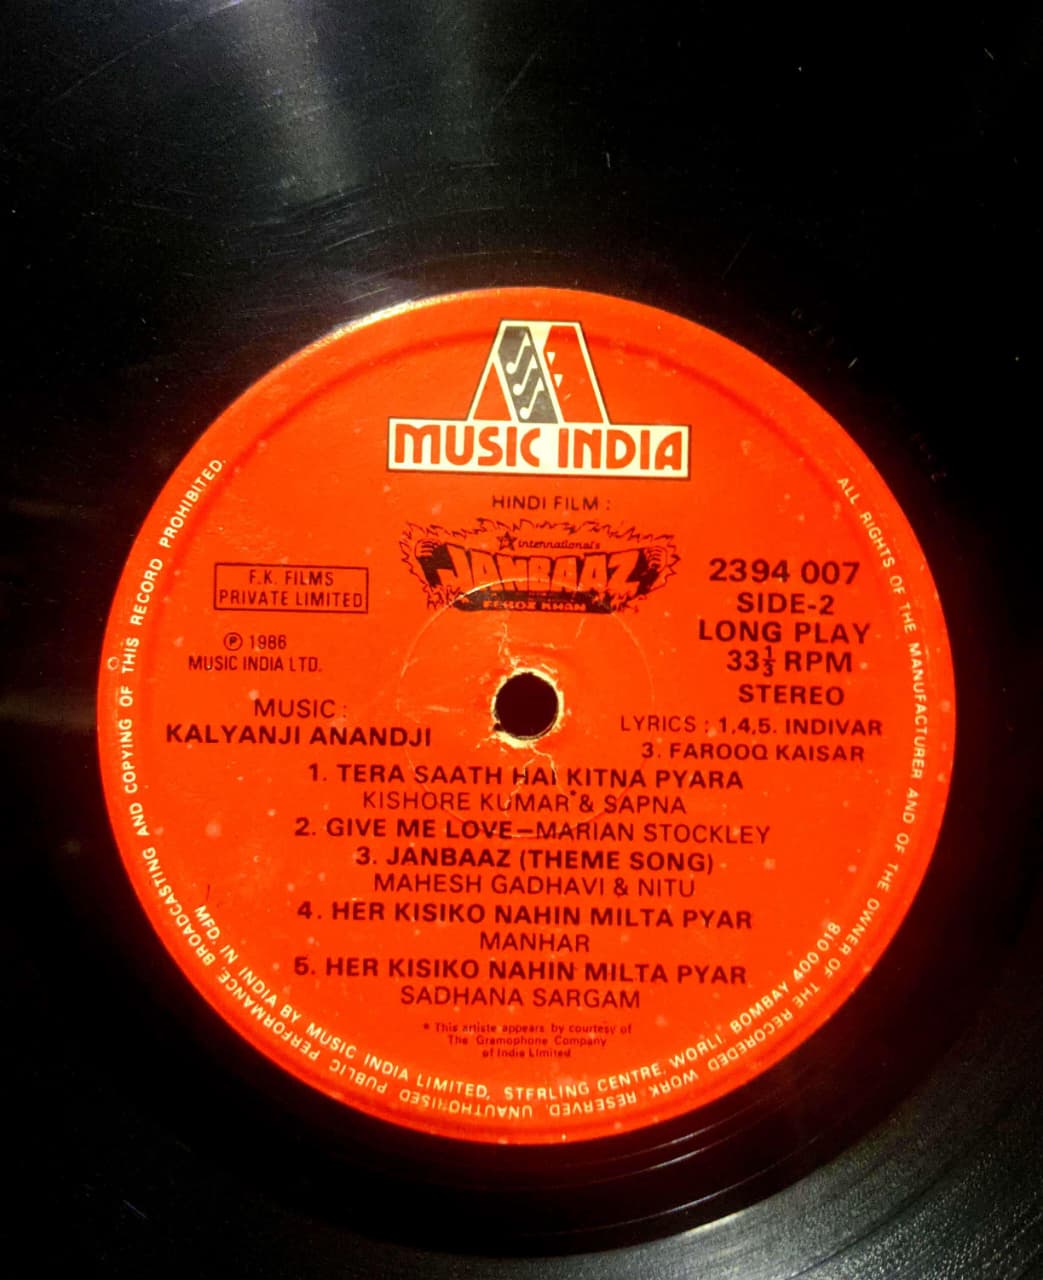 MUSIC INDIA
HINDI FILM :
international's
JANBAAZ
FEROZ KHAN
F.K. FILMS
PRIVATE LIMITED
℗ 1986
MUSIC INDIA LTD.
2394 007
SIDE-2
LONG PLAY
33⅓ RPM
STEREO
MUSIC :
KALYANJI ANANDJI
LYRICS : 1,4,5. INDIVAR
3. FAROOQ KAISAR
1. TERA SAATH HAI KITNA PYARA
KISHORE KUMAR* & SAPNA
2. GIVE ME LOVE—MARIAN STOCKLEY
3. JANBAAZ (THEME SONG)
MAHESH GADHAVI & NITU
4. HER KISIKO NAHIN MILTA PYAR
MANHAR
5. HER KISIKO NAHIN MILTA PYAR
SADHANA SARGAM
* This artiste appears by courtesy of
The Gramophone Company
of India Limited
MFD. IN INDIA BY MUSIC INDIA LIMITED, STERLING CENTRE, WORLI, BOMBAY 400 018
ALL RIGHTS OF THE MANUFACTURER AND OF THE OWNER OF THE RECORDED WORK RESERVED. UNAUTHORISED PUBLIC PERFORMANCE, BROADCASTING AND COPYING OF THIS RECORD PROHIBITED.